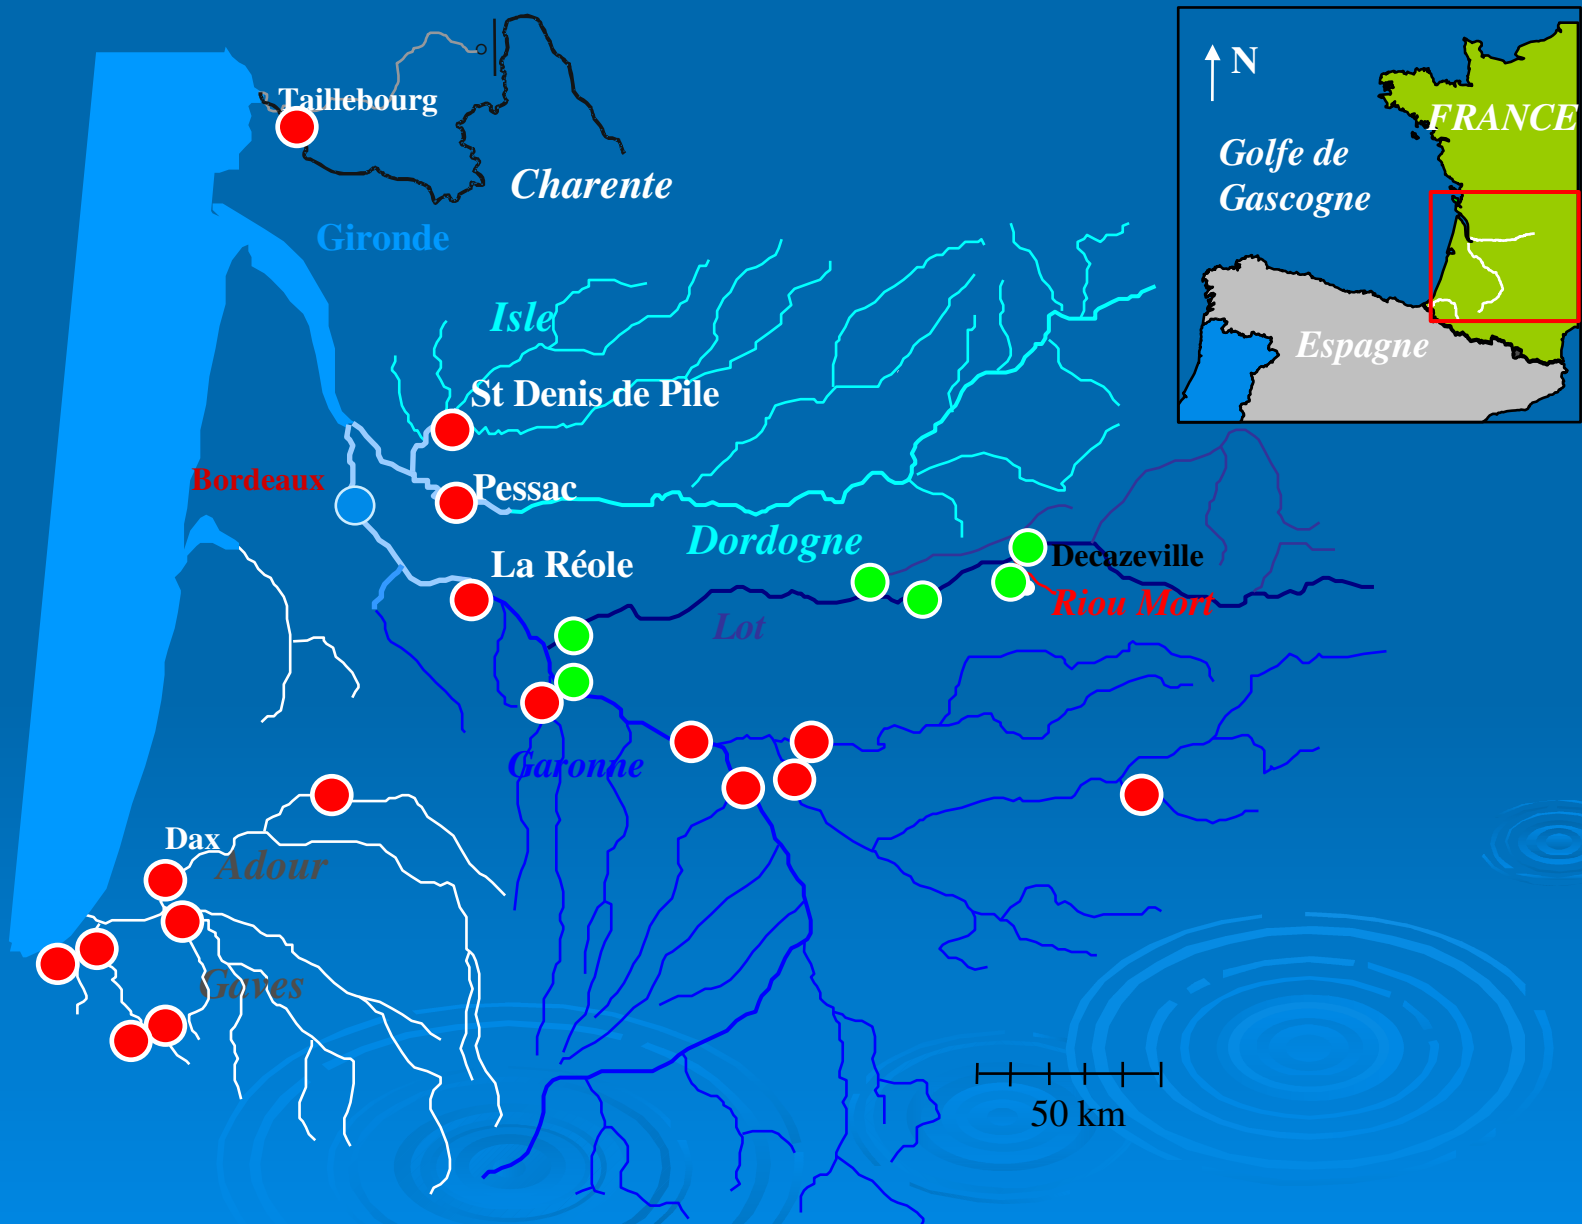 Taillebourg
Charente
Gironde
N
FRANCE
Golfe de
Gascogne
Espagne
Isle
St Denis de Pile
Bordeaux
Pessac
Dordogne
La Réole
Decazeville
Riou Mort
Lot
Garonne
Dax
Adour
Gaves
50 km